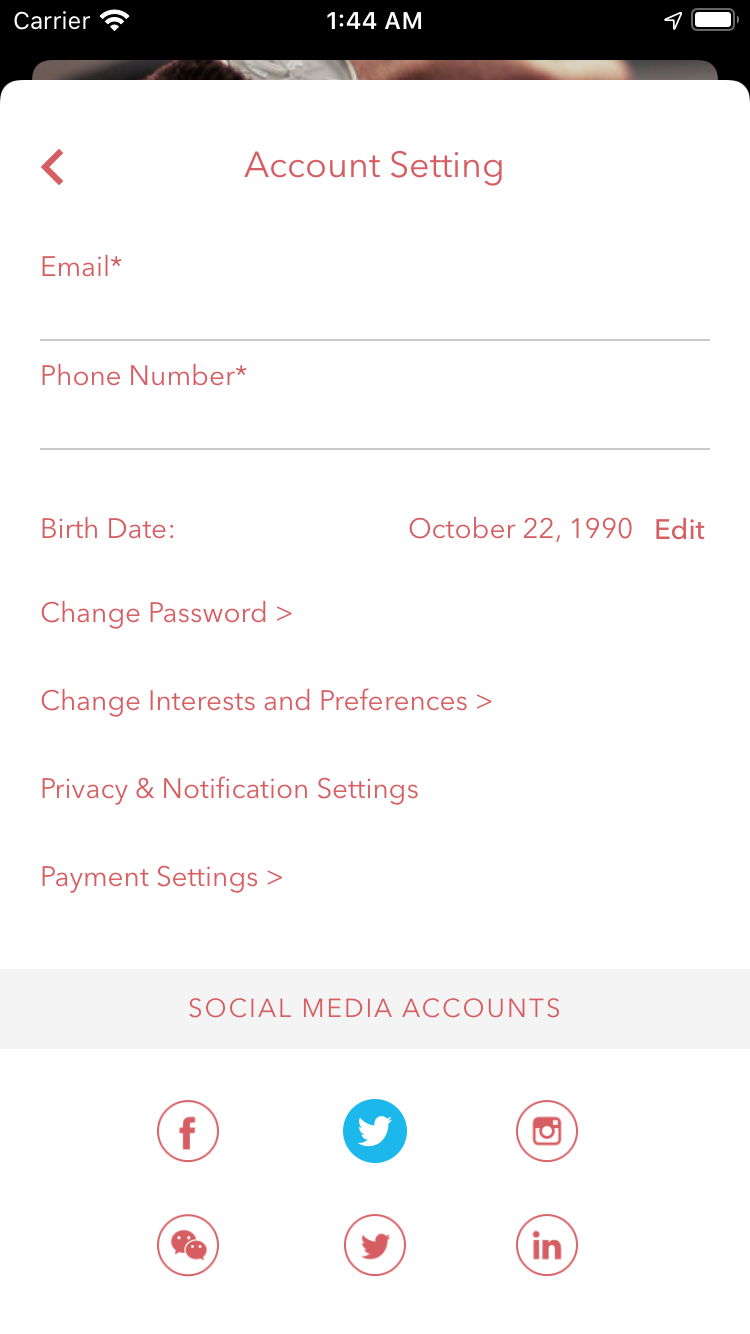 Carrier 1:44 AM
Account Setting
Email*
Phone Number*
Birth Date: October 22, 1990 Edit
Change Password >
Change Interests and Preferences >
Privacy & Notification Settings
Payment Settings >
SOCIAL MEDIA ACCOUNTS
f
in